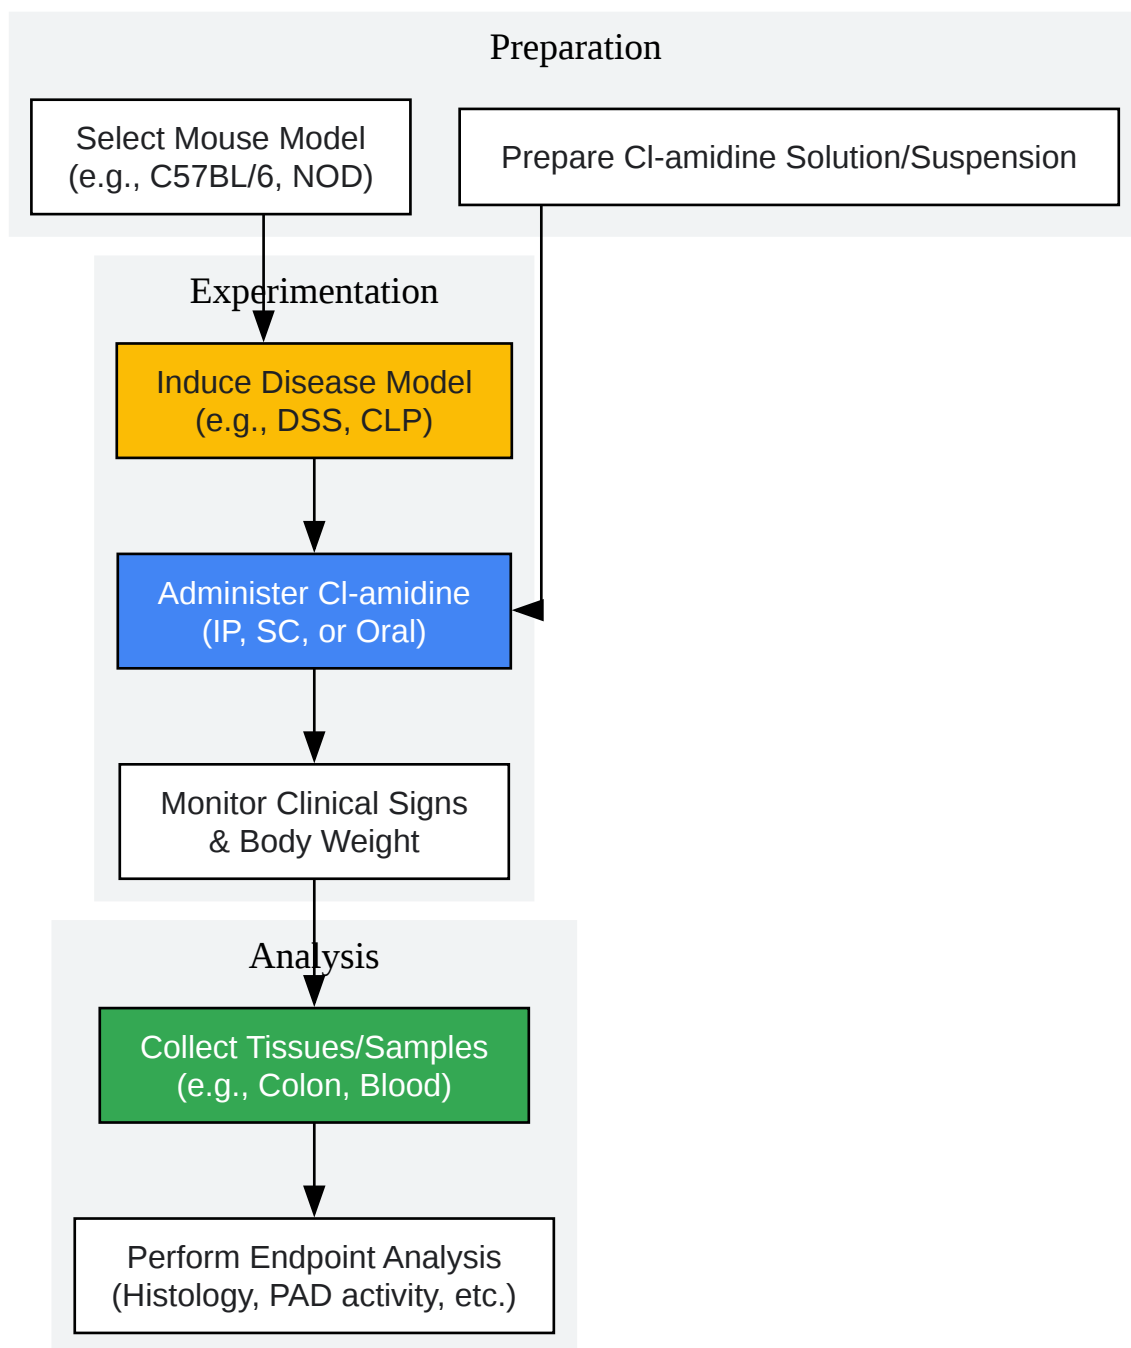 Preparation
Select Mouse Model
(e.g., C57BL/6, NOD)
Prepare Cl-amidine Solution/Suspension
Experimentation
Induce Disease Model
(e.g., DSS, CLP)
Administer Cl-amidine
(IP, SC, or Oral)
Monitor Clinical Signs
& Body Weight
Analysis
Collect Tissues/Samples
(e.g., Colon, Blood)
Perform Endpoint Analysis
(Histology, PAD activity, etc.)